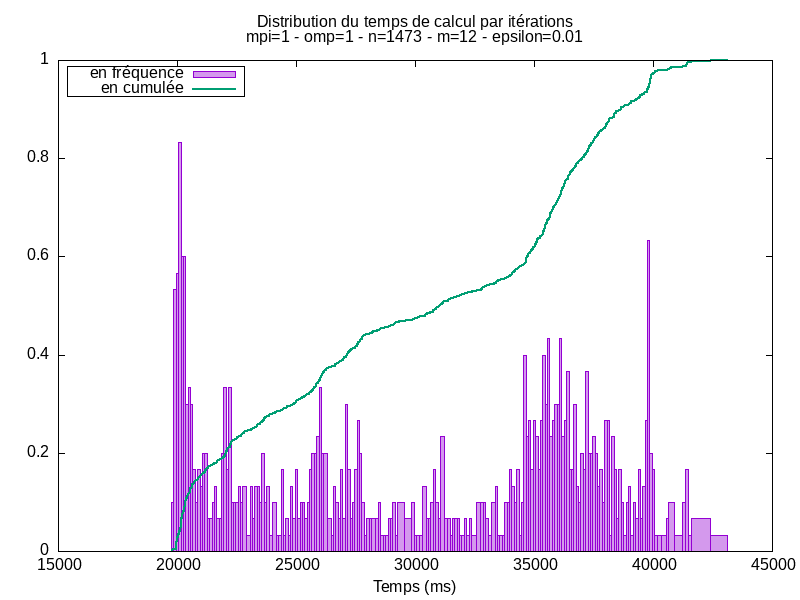 Distribution du temps de calcul par itérations
mpi=1 - omp=1 - n=1473 - m=12 - epsilon=0.01
en fréquence
en cumulée
1
0.8
0.6
0.4
0.2
0
15000 20000 25000 30000 35000 40000 45000
Temps (ms)